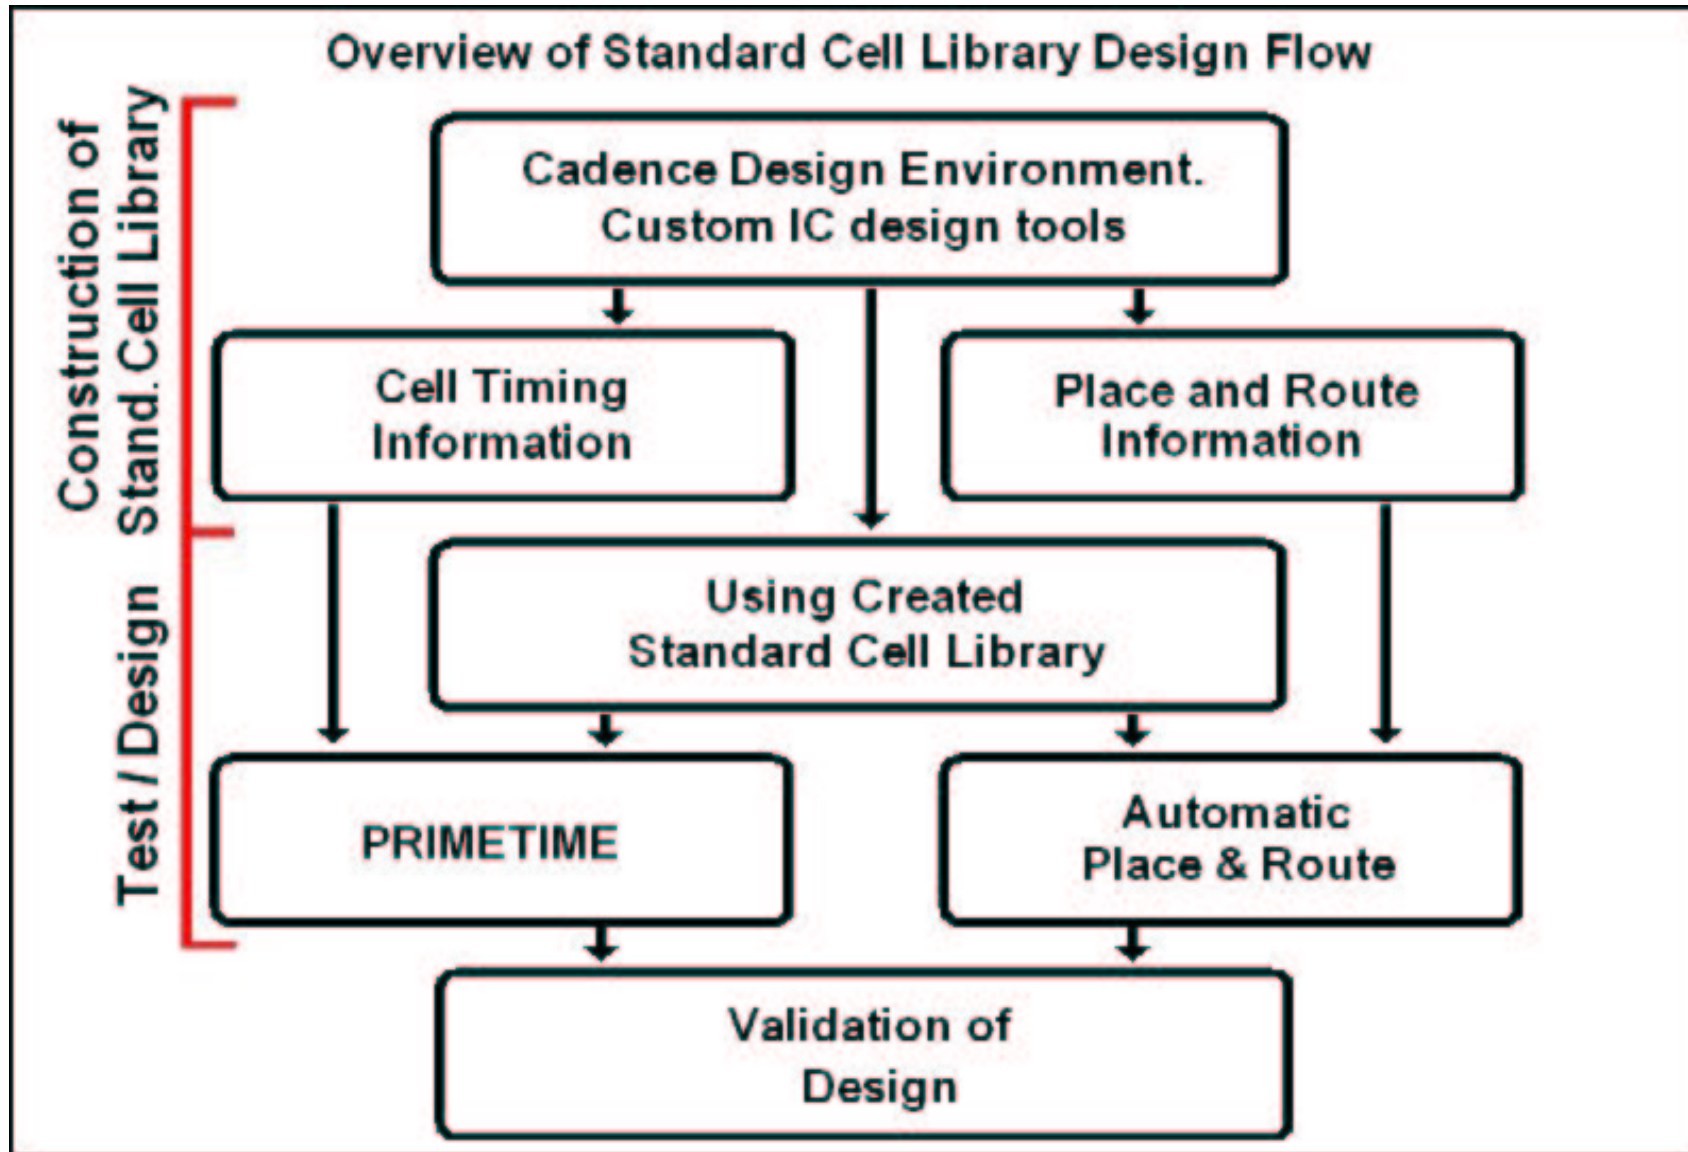 Overview of Standard Cell Library Design Flow
Construction of
Stand. Cell Library
Cadence Design Environment.
Custom IC design tools
Cell Timing
Information
Place and Route
Information
Test / Design
Using Created
Standard Cell Library
PRIMETIME
Automatic
Place & Route
Validation of
Design